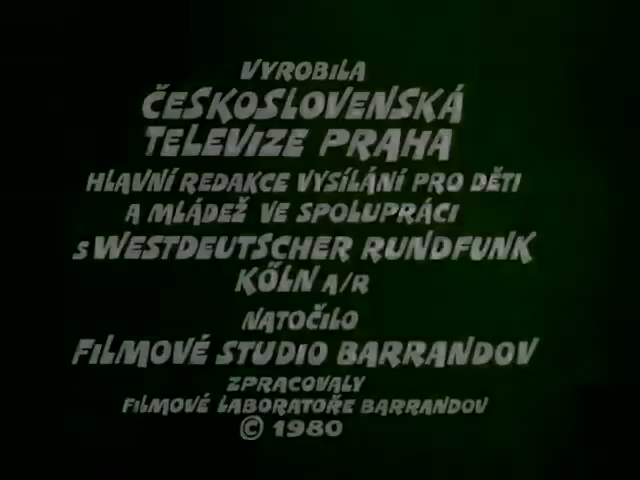 VYROBILA
ČESKOSLOVENSKÁ
TELEVIZE PRAHA
HLAVNÍ REDAKCE VYSÍLÁNÍ PRO DĚTI
A MLÁDEŽ VE SPOLUPRÁCI
S WESTDEUTSCHER RUNDFUNK
KÖLN A/R
NATOČILO
FILMOVÉ STUDIO BARRANDOV
ZPRACOVALY
FILMOVÉ LABORATOŘE BARRANDOV
© 1980